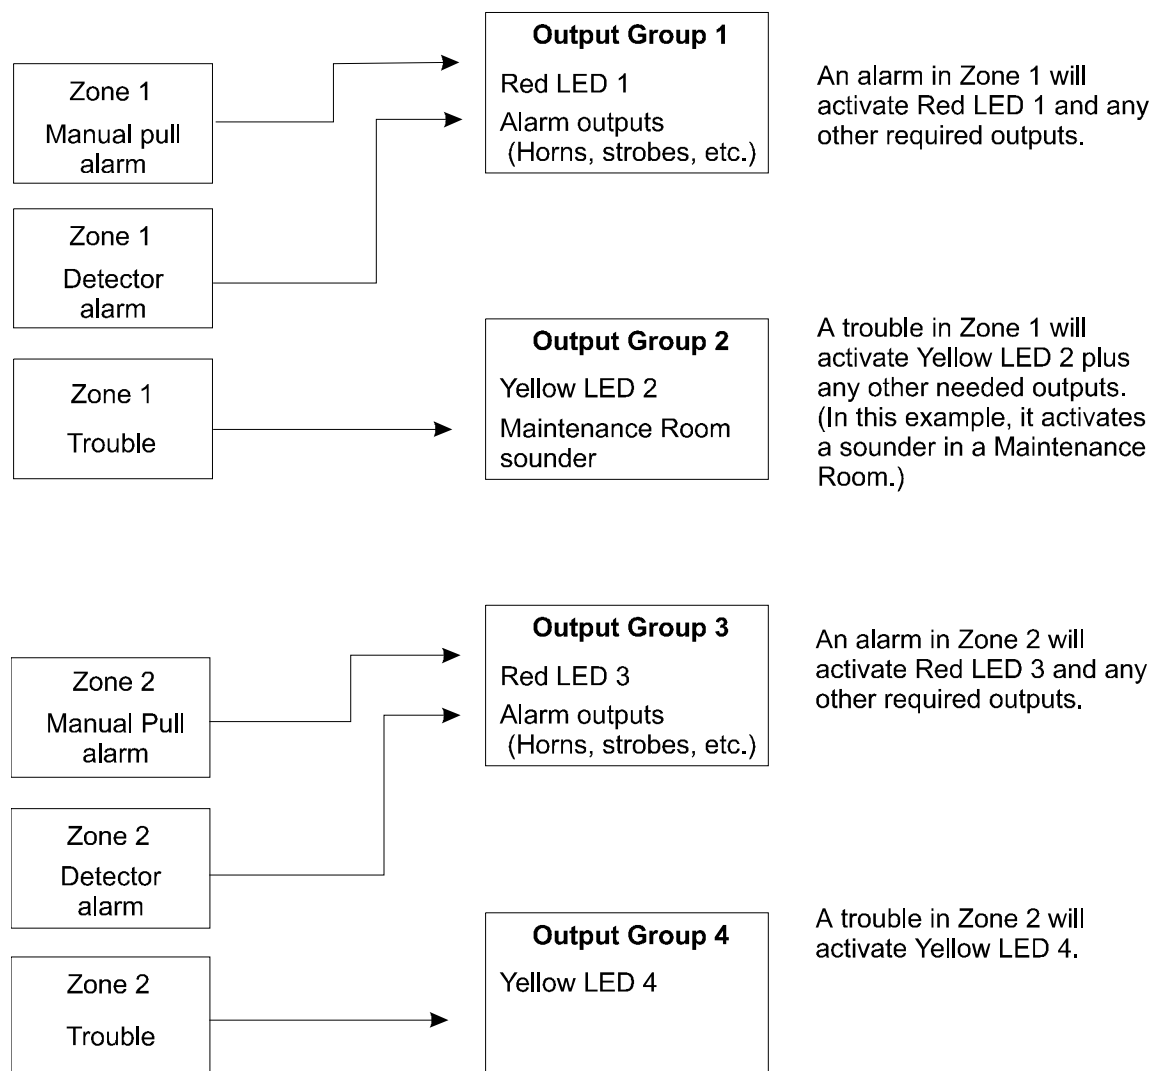 Zone 1
Manual pull
alarm
Zone 1
Detector
alarm
Zone 1
Trouble
Output Group 1
Red LED 1
Alarm outputs
(Horns, strobes, etc.)
An alarm in Zone 1 will
activate Red LED 1 and any
other required outputs.
Output Group 2
Yellow LED 2
Maintenance Room
sounder
A trouble in Zone 1 will
activate Yellow LED 2 plus
any other needed outputs.
(In this example, it activates
a sounder in a Maintenance
Room.)
Zone 2
Manual Pull
alarm
Zone 2
Detector
alarm
Zone 2
Trouble
Output Group 3
Red LED 3
Alarm outputs
(Horns, strobes, etc.)
An alarm in Zone 2 will
activate Red LED 3 and any
other required outputs.
Output Group 4
Yellow LED 4
A trouble in Zone 2 will
activate Yellow LED 4.